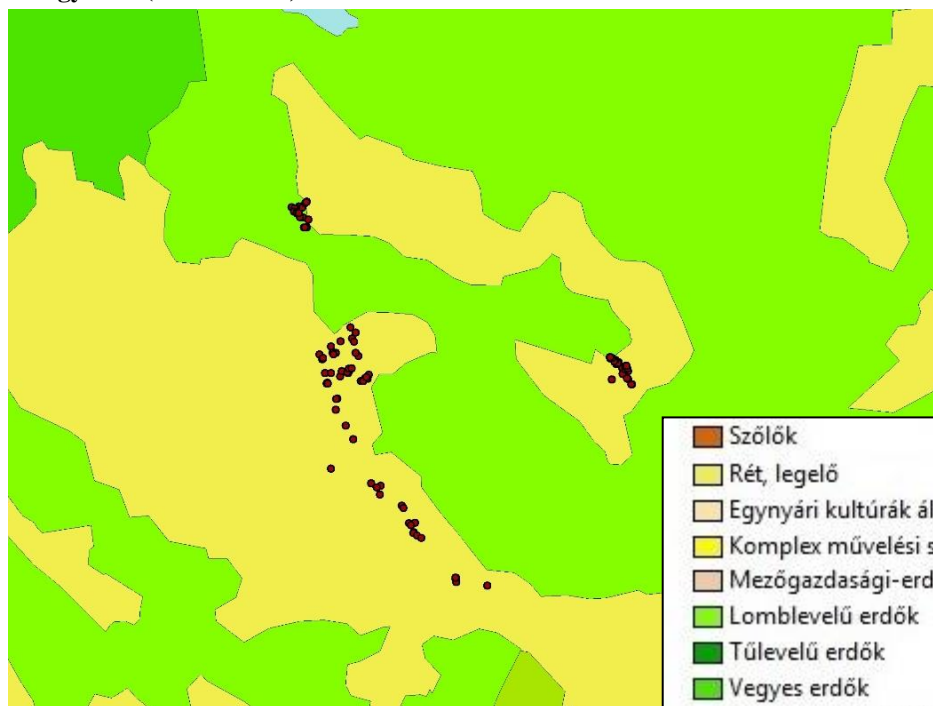 Szőlők
Rét, legelő
Egynyári kultúrák ál
Komplex művelési s
Mezőgazdasági-erd
Lomblevelű erdők
Tűlevelű erdők
Vegyes erdők